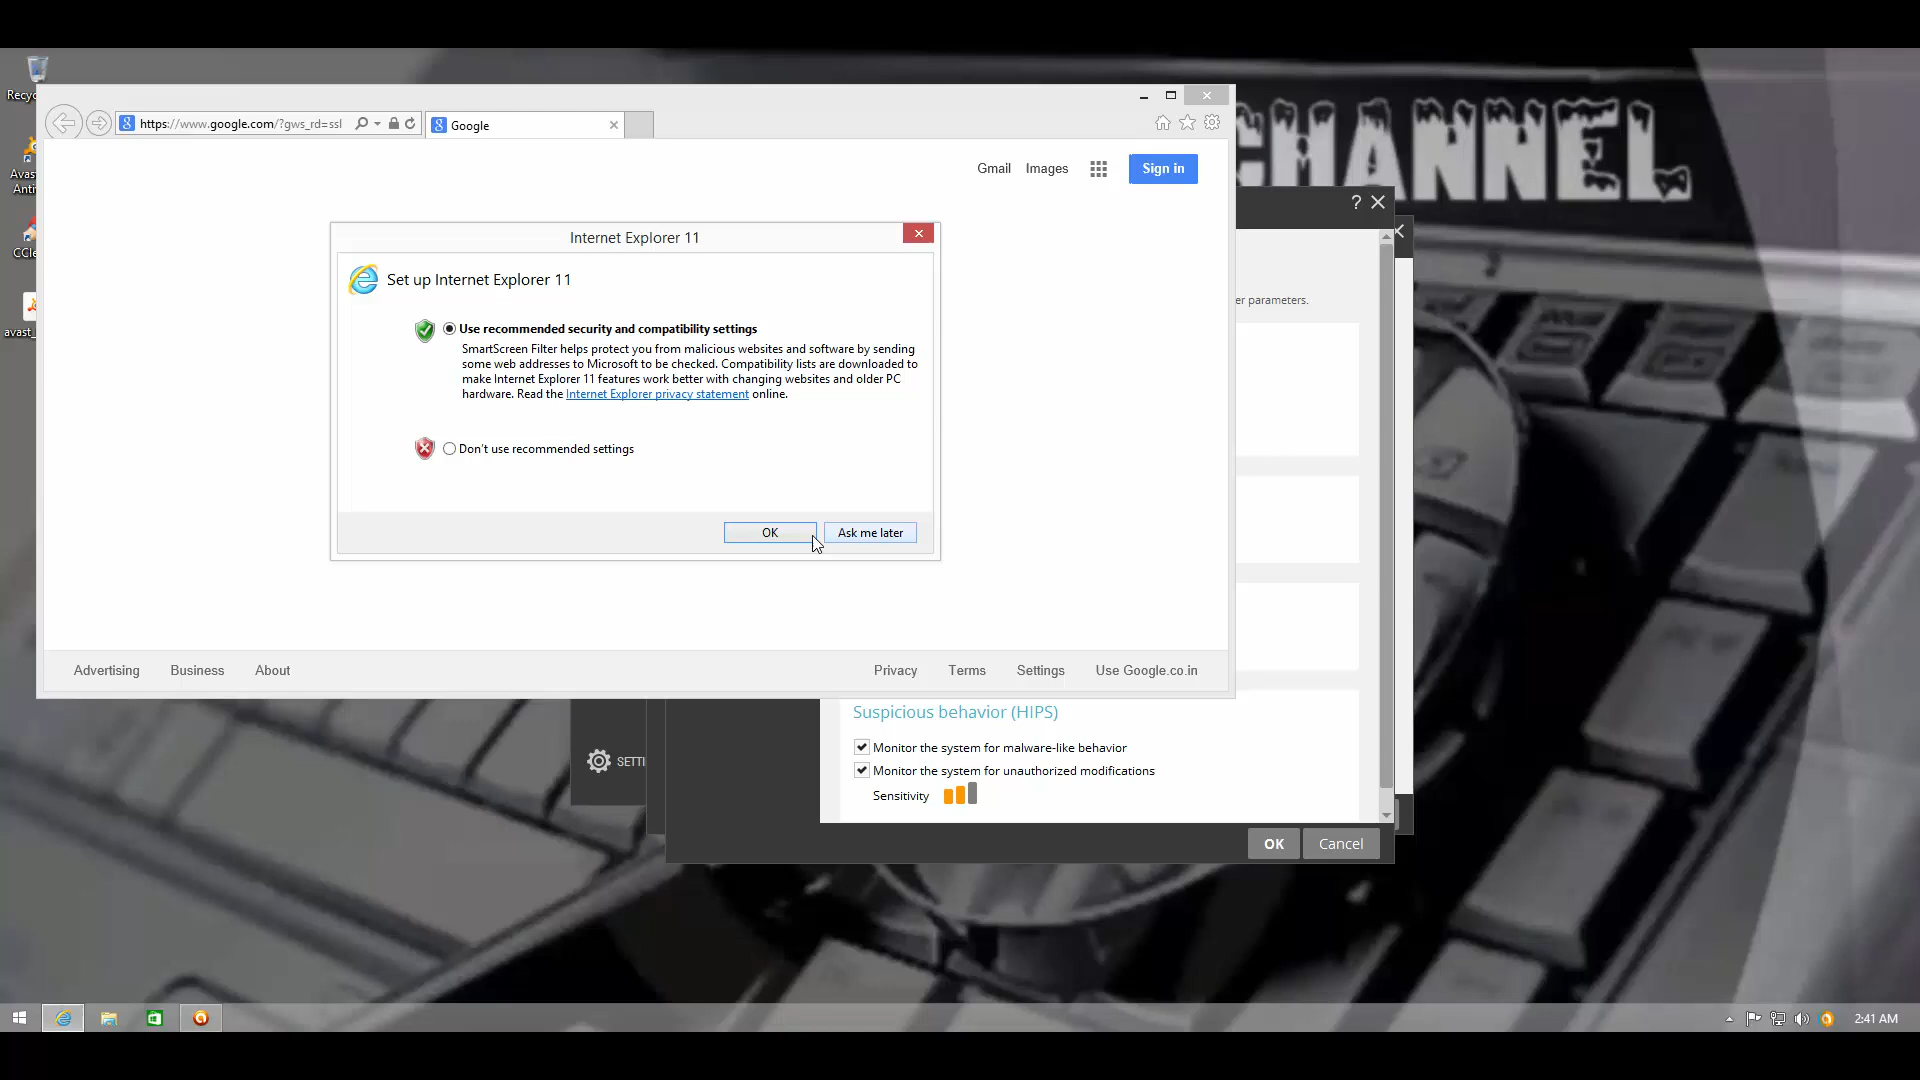 CHANNEL
Recyc
Avas
Anti
CCle
avast_
https://www.google.com/?gws_rd=ssl
Google
Gmail
Images
Sign in
Internet Explorer 11
Set up Internet Explorer 11
Use recommended security and compatibility settings
SmartScreen Filter helps protect you from malicious websites and software by sending
some web addresses to Microsoft to be checked. Compatibility lists are downloaded to
make Internet Explorer 11 features work better with changing websites and older PC
hardware. Read the Internet Explorer privacy statement online.
Don't use recommended settings
OK
Ask me later
Advertising
Business
About
Privacy
Terms
Settings
Use Google.co.in
?
er parameters.
Suspicious behavior (HIPS)
Monitor the system for malware-like behavior
Monitor the system for unauthorized modifications
Sensitivity
SETTI
OK
Cancel
2:41 AM